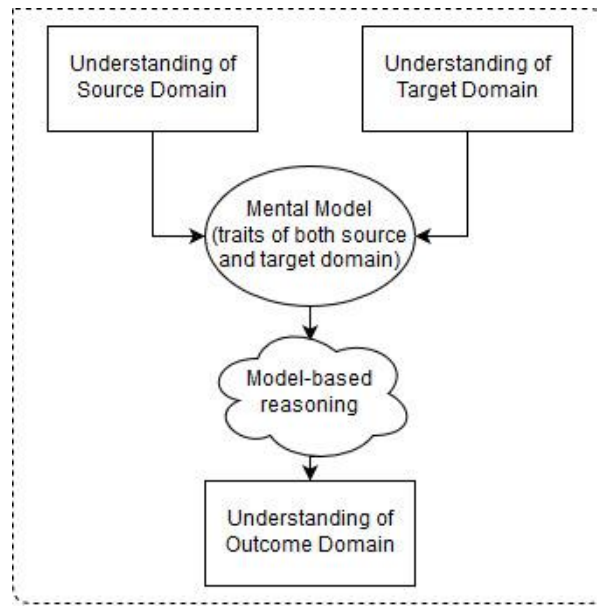 Understanding of
Source Domain
Understanding of
Target Domain
Mental Model
(traits of both source
and target domain)
Model-based
reasoning
Understanding of
Outcome Domain